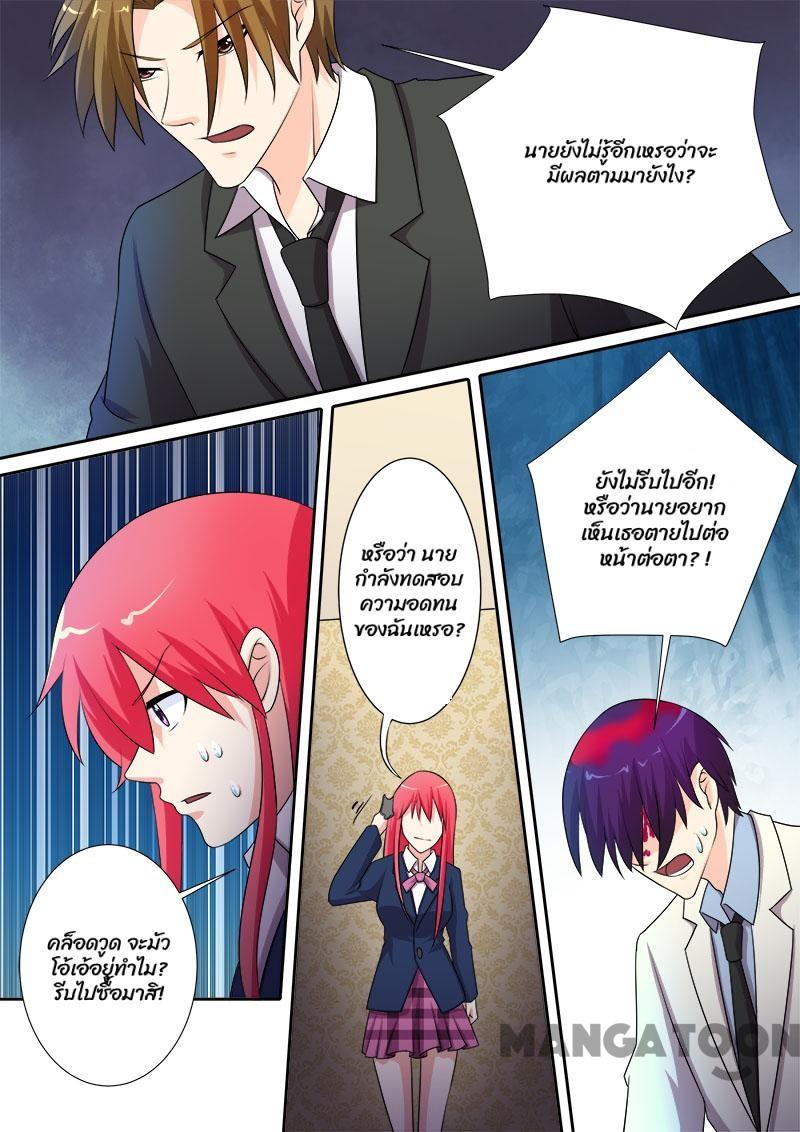 นายยังไม่รู้อีกเหรอว่าจะ
มีผลตามมายังไง?
ยังไม่รีบไปอีก!
หรือว่านายอยาก
เห็นเธอตายไปต่อ
หน้าต่อตา?!
หรือว่า นาย
กำลังทดสอบ
ความอดทน
ของฉันเหรอ?
คล็อดวูด จะมัว
โอ้เอ้อยู่ทำไม?
รีบไปซื้อมาสิ!
MANGATOON